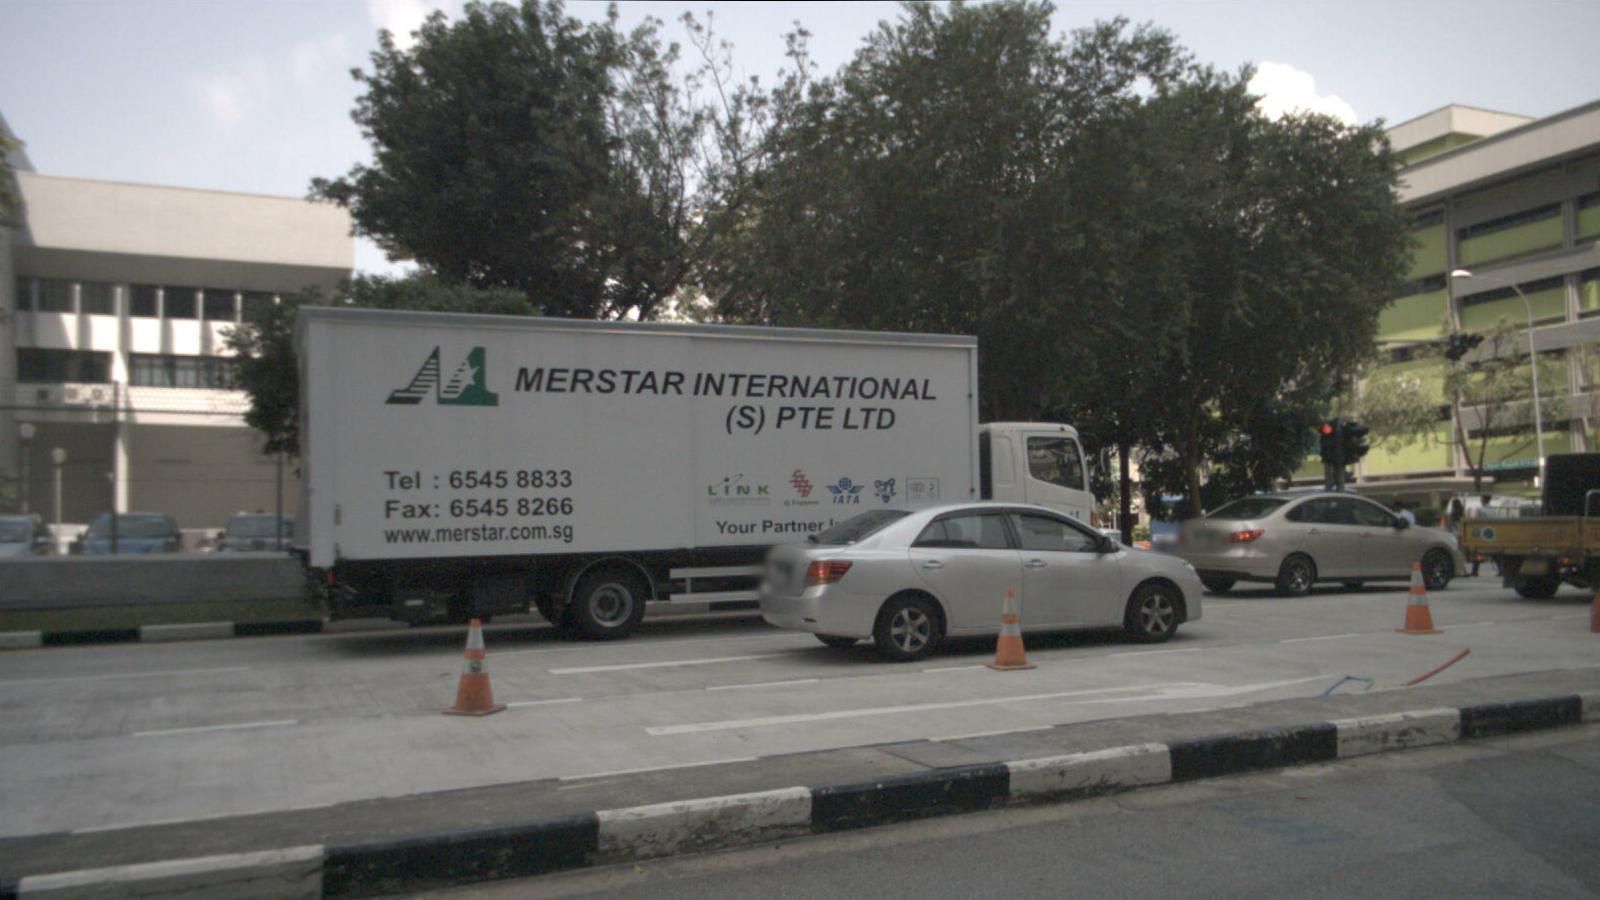 MERSTAR INTERNATIONAL
(S) PTE LTD
Tel : 6545 8833
Fax: 6545 8266
www.merstar.com.sg
LINK
IATA
Your Partner